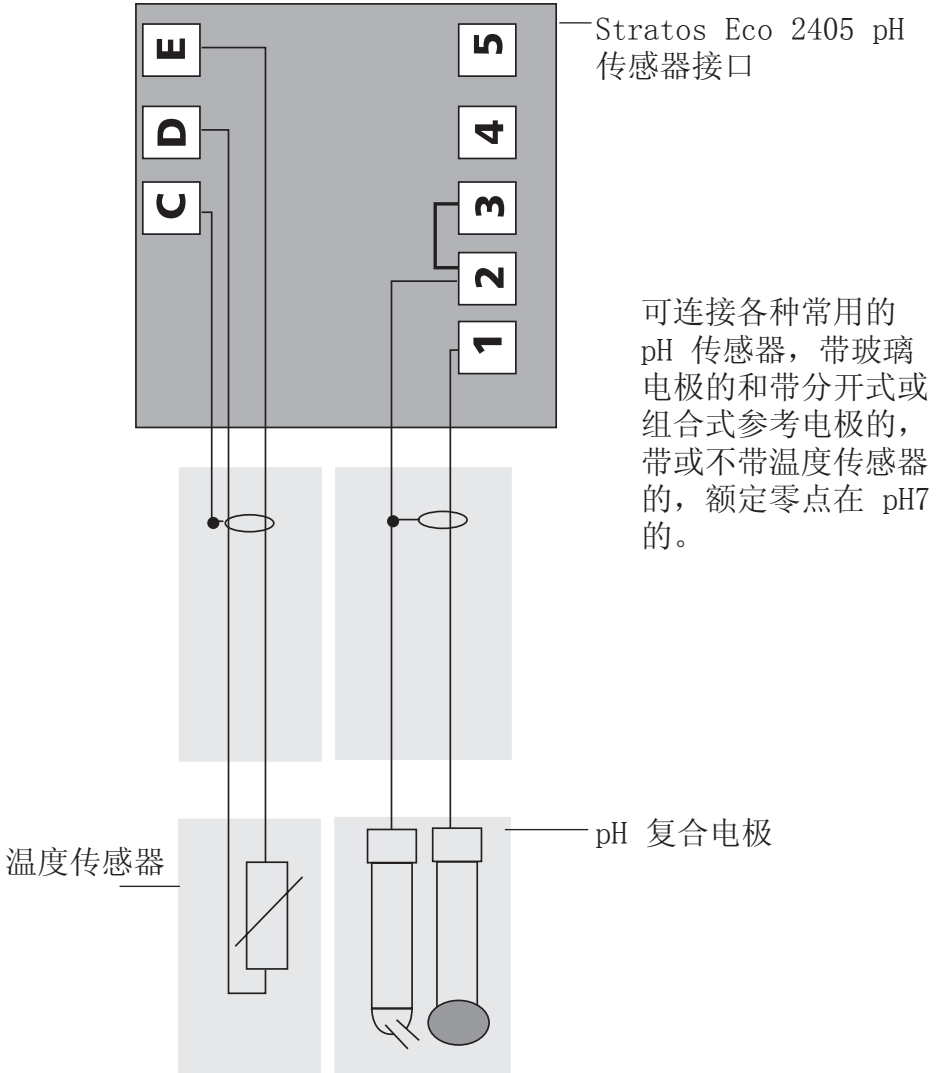 Stratos Eco 2405 pH
传感器接口
E
5
D
4
C
3
2
1
可连接各种常用的
pH 传感器，带玻璃
电极的和带分开式或
组合式参考电极的，
带或不带温度传感器
的，额定零点在 pH7
的。
pH 复合电极
温度传感器